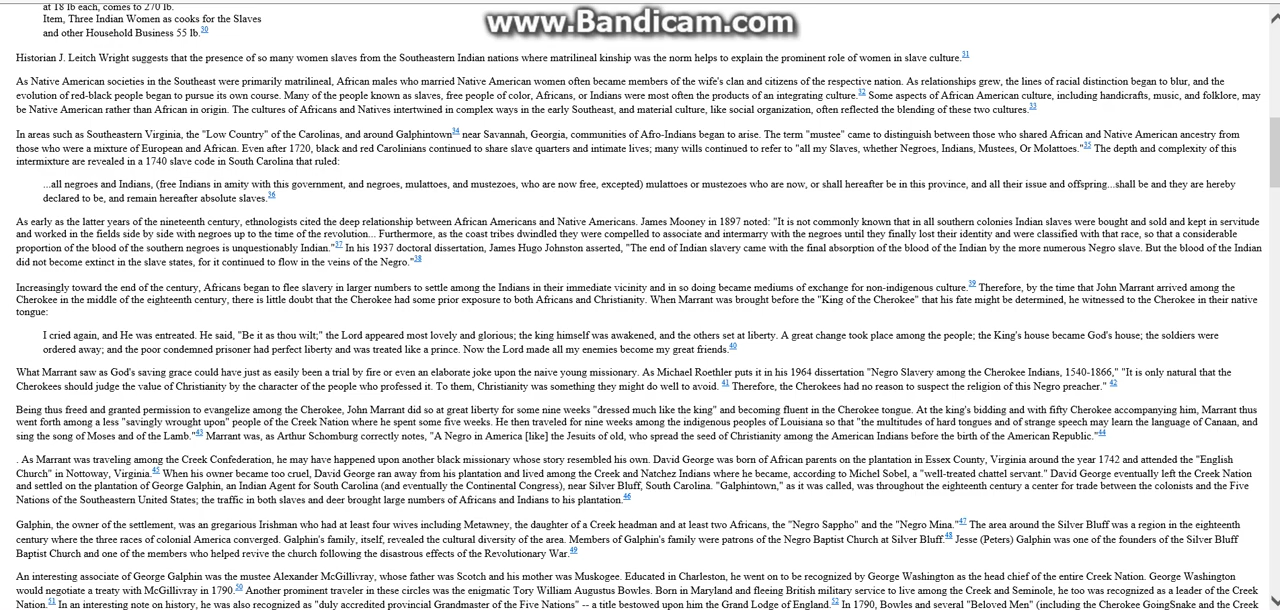 at 18 lb each, comes to 270 lb.
www.Bandicam.com
Item, Three Indian Women as cooks for the Slaves
and other Household Business 55 lb.30
Historian J. Leitch Wright suggests that the presence of so many women slaves from the Southeastern Indian nations where matrilineal kinship was the norm helps to explain the prominent role of women in slave culture.31
As Native American societies in the Southeast were primarily matrilineal, African males who married Native American women often became members of the wife's clan and citizens of the respective nation. As relationships grew, the lines of racial distinction began to blur, and the
evolution of red-black people began to pursue its own course. Many of the people known as slaves, free people of color, Africans, or Indians were most often the products of an integrating culture.32 Some aspects of African American culture, including handicrafts, music, and folklore, may
be Native American rather than African in origin. The cultures of Africans and Natives intertwined in complex ways in the early Southeast, and material culture, like social organization, often reflected the blending of these two cultures.33
In areas such as Southeastern Virginia, the "Low Country" of the Carolinas, and around Galphintown34 near Savannah, Georgia, communities of Afro-Indians began to arise. The term "mustee" came to distinguish between those who shared African and Native American ancestry from
those who were a mixture of European and African. Even after 1720, black and red Carolinians continued to share slave quarters and intimate lives; many wills continued to refer to "all my Slaves, whether Negroes, Indians, Mustees, Or Molattoes."35 The depth and complexity of this
intermixture are revealed in a 1740 slave code in South Carolina that ruled:
...all negroes and Indians, (free Indians in amity with this government, and negroes, mulattoes, and mustezoes, who are now free, excepted) mulattoes or mustezoes who are now, or shall hereafter be in this province, and all their issue and offspring...shall be and they are hereby
declared to be, and remain hereafter absolute slaves.36
As early as the latter years of the nineteenth century, ethnologists cited the deep relationship between African Americans and Native Americans. James Mooney in 1897 noted: "It is not commonly known that in all southern colonies Indian slaves were bought and sold and kept in servitude
and worked in the fields side by side with negroes up to the time of the revolution... Furthermore, as the coast tribes dwindled they were compelled to associate and intermarry with the negroes until they finally lost their identity and were classified with that race, so that a considerable
proportion of the blood of the southern negroes is unquestionably Indian."37 In his 1937 doctoral dissertation, James Hugo Johnston asserted, "The end of Indian slavery came with the final absorption of the blood of the Indian by the more numerous Negro slave. But the blood of the Indian
did not become extinct in the slave states, for it continued to flow in the veins of the Negro."38
Increasingly toward the end of the century, Africans began to flee slavery in larger numbers to settle among the Indians in their immediate vicinity and in so doing became mediums of exchange for non-indigenous culture.39 Therefore, by the time that John Marrant arrived among the
Cherokee in the middle of the eighteenth century, there is little doubt that the Cherokee had some prior exposure to both Africans and Christianity. When Marrant was brought before the "King of the Cherokee" that his fate might be determined, he witnessed to the Cherokee in their native
tongue:
I cried again, and He was entreated. He said, "Be it as thou wilt;" the Lord appeared most lovely and glorious; the king himself was awakened, and the others set at liberty. A great change took place among the people; the King's house became God's house; the soldiers were
ordered away; and the poor condemned prisoner had perfect liberty and was treated like a prince. Now the Lord made all my enemies become my great friends.40
What Marrant saw as God's saving grace could have just as easily been a trial by fire or even an elaborate joke upon the naive young missionary. As Michael Roethler puts it in his 1964 dissertation "Negro Slavery among the Cherokee Indians, 1540-1866," "It is only natural that the
Cherokees should judge the value of Christianity by the character of the people who professed it. To them, Christianity was something they might do well to avoid. 41 Therefore, the Cherokees had no reason to suspect the religion of this Negro preacher." 42
Being thus freed and granted permission to evangelize among the Cherokee, John Marrant did so at great liberty for some nine weeks "dressed much like the king" and becoming fluent in the Cherokee tongue. At the king's bidding and with fifty Cherokee accompanying him, Marrant thus
went forth among a less "savingly wrought upon" people of the Creek Nation where he spent some five weeks. He then traveled for nine weeks among the indigenous peoples of Louisiana so that "the multitudes of hard tongues and of strange speech may learn the language of Canaan, and
sing the song of Moses and of the Lamb."43 Marrant was, as Arthur Schomburg correctly notes, "A Negro in America [like] the Jesuits of old, who spread the seed of Christianity among the American Indians before the birth of the American Republic."44
. As Marrant was traveling among the Creek Confederation, he may have happened upon another black missionary whose story resembled his own. David George was born of African parents on the plantation in Essex County, Virginia around the year 1742 and attended the "English
Church" in Nottoway, Virginia.45 When his owner became too cruel, David George ran away from his plantation and lived among the Creek and Natchez Indians where he became, according to Michel Sobel, a "well-treated chattel servant." David George eventually left the Creek Nation
and settled on the plantation of George Galphin, an Indian Agent for South Carolina (and eventually the Continental Congress), near Silver Bluff, South Carolina. "Galphintown," as it was called, was throughout the eighteenth century a center for trade between the colonists and the Five
Nations of the Southeastern United States; the traffic in both slaves and deer brought large numbers of Africans and Indians to his plantation.46
Galphin, the owner of the settlement, was an gregarious Irishman who had at least four wives including Metawney, the daughter of a Creek headman and at least two Africans, the "Negro Sappho" and the "Negro Mina."47 The area around the Silver Bluff was a region in the eighteenth
century where the three races of colonial America converged. Galphin's family, itself, revealed the cultural diversity of the area. Members of Galphin's family were patrons of the Negro Baptist Church at Silver Bluff.48 Jesse (Peters) Galphin was one of the founders of the Silver Bluff
Baptist Church and one of the members who helped revive the church following the disastrous effects of the Revolutionary War.49
An interesting associate of George Galphin was the mustee Alexander McGillivray, whose father was Scotch and his mother was Muskogee. Educated in Charleston, he went on to be recognized by George Washington as the head chief of the entire Creek Nation. George Washington
would negotiate a treaty with McGillivray in 1790.50 Another prominent traveler in these circles was the enigmatic Tory William Augustus Bowles. Born in Maryland and fleeing British military service to live among the Creek and Seminole, he too was recognized as a leader of the Creek
Nation.51 In an interesting note on history, he was also recognized as "duly accredited provincial Grandmaster of the Five Nations" -- a title bestowed upon him the Grand Lodge of England.52 In 1790, Bowles and several "Beloved Men" (including the Cherokee GoingSnake and the Creek